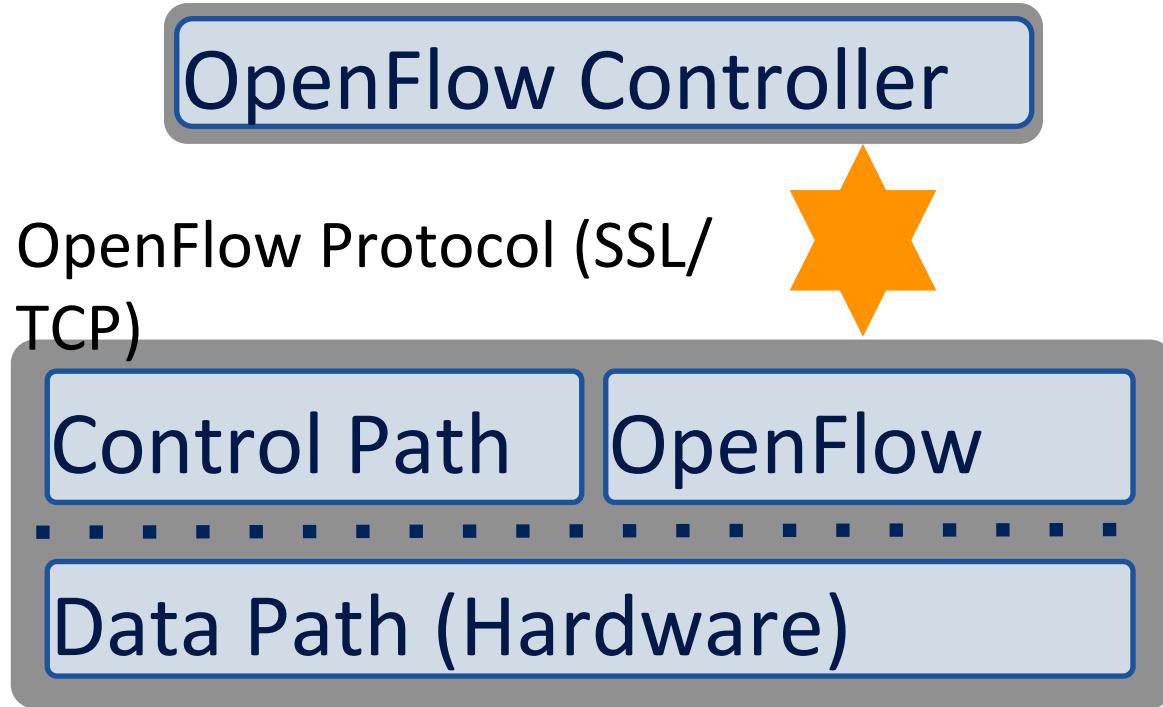 OpenFlow Controller
OpenFlow Protocol (SSL/
TCP)
Control Path
OpenFlow
Data Path (Hardware)